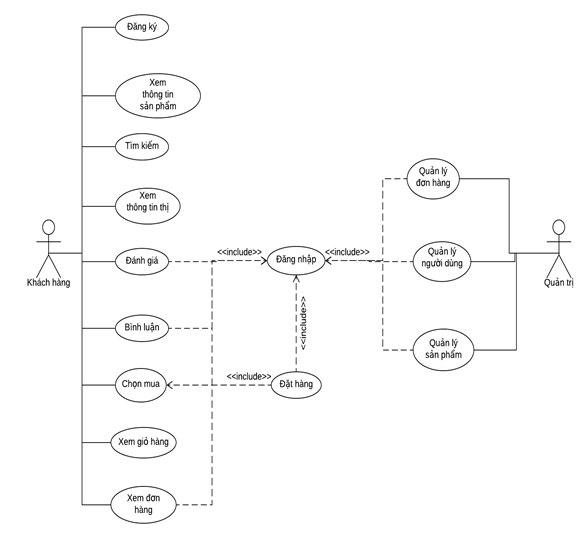 Đăng ký
Xem
thông tin
sản phẩm
Tìm kiếm
Xem
thông tin thị
Khách hàng
Đánh giá
<<include>>
Đăng nhập
<<include>>
Quản lý
đơn hàng
Quản lý
người dùng
Quản trị
Bình luận
<<include>>
Quản lý
sản phẩm
Chọn mua
<<include>>
Đặt hàng
Xem giỏ hàng
Xem đơn
hàng